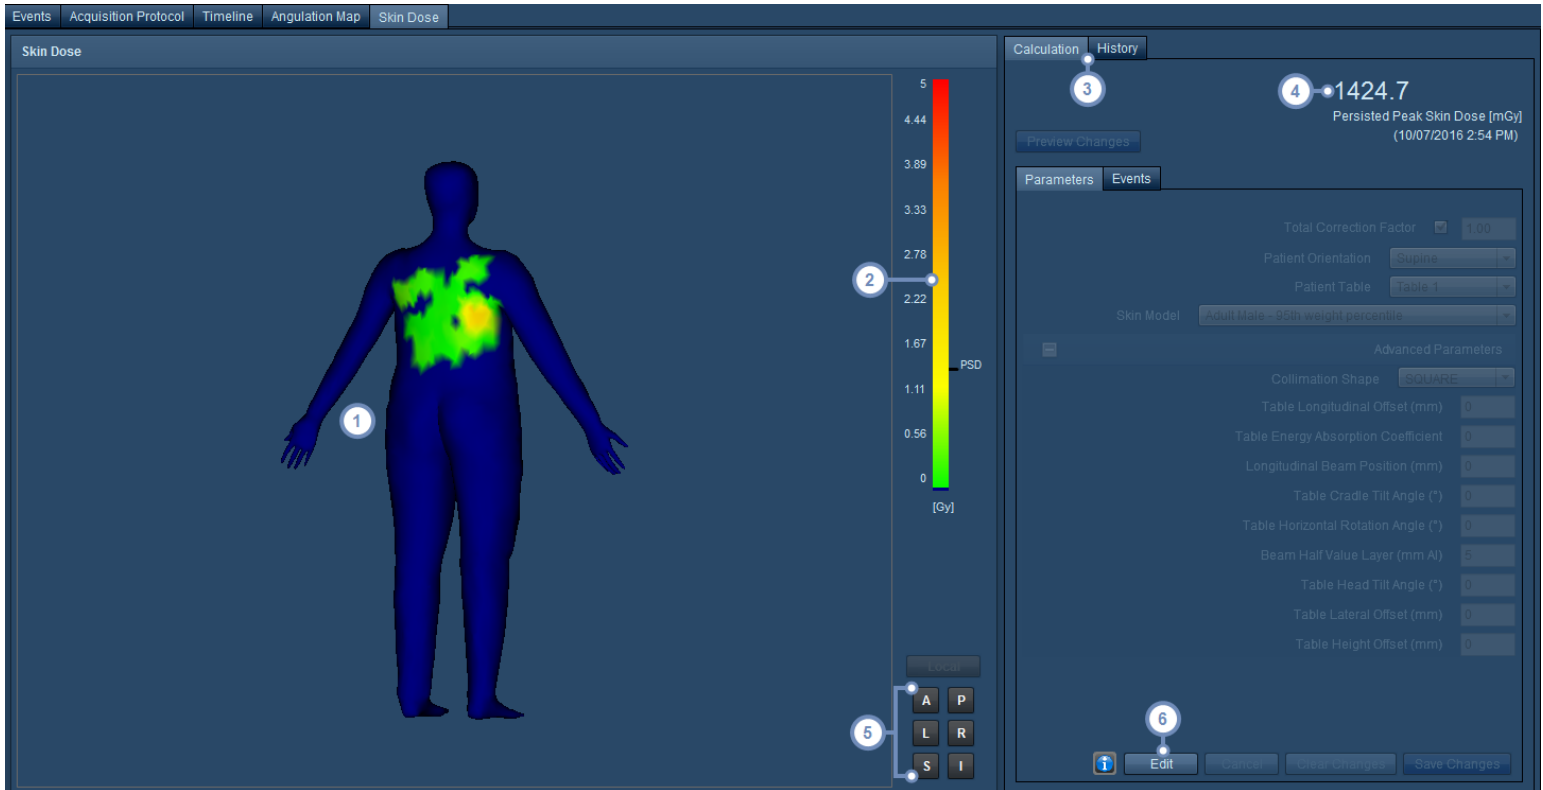 Events Acquisition Protocol Timeline Angulation Map Skin Dose
Skin Dose
5
4.44
3.89
3.33
2.78
2.22
1.67
1.11
0.56
0
[Gy]
PSD
1
2
Local
A P
L R
S I
5
Calculation History
3
4
1424.7
Persisted Peak Skin Dose [mGy]
(10/07/2016 2:54 PM)
Preview Changes
Parameters Events
Total Correction Factor 1.00
Patient Orientation Supine
Patient Table Table 1
Skin Model Adult Male - 95th weight percentile
Advanced Parameters
Collimation Shape SQUARE
Table Longitudinal Offset (mm) 0
Table Energy Absorption Coefficient 0
Longitudinal Beam Position (mm) 0
Table Cradle Tilt Angle (°) 0
Table Horizontal Rotation Angle (°) 0
Beam Half Value Layer (mm Al) 5
Table Head Tilt Angle (°) 0
Table Lateral Offset (mm) 0
Table Height Offset (mm) 0
6
i Edit Cancel Clear Changes Save Changes